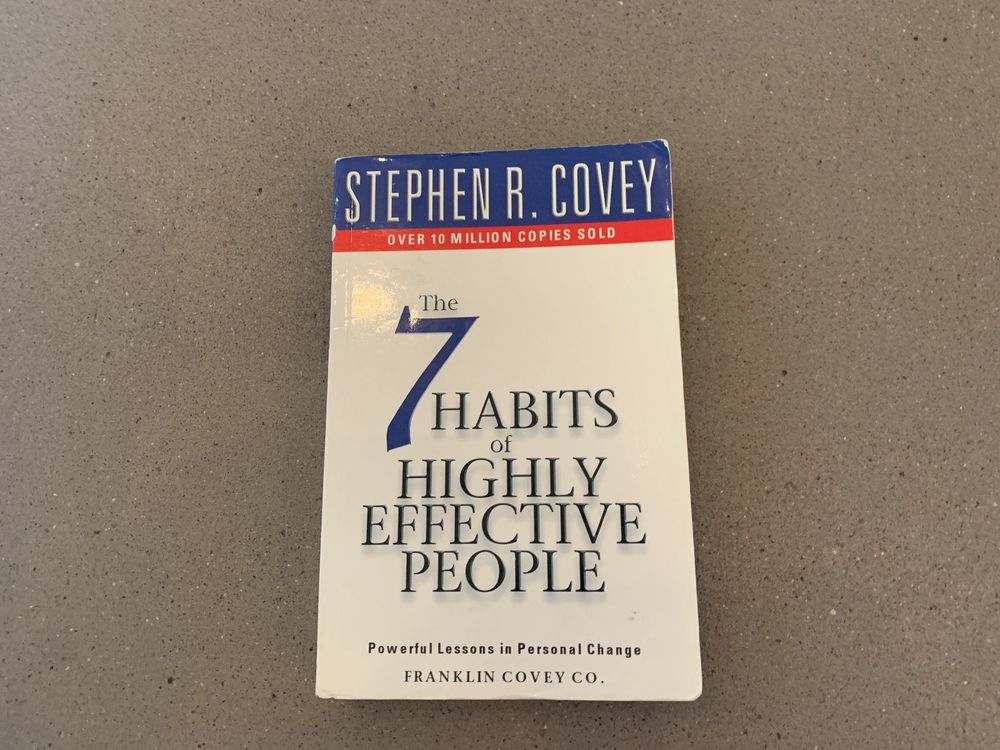 STEPHEN R. COVEY
OVER 10 MILLION COPIES SOLD
The
7 HABITS
of
HIGHLY
EFFECTIVE
PEOPLE
Powerful Lessons in Personal Change
FRANKLIN COVEY CO.